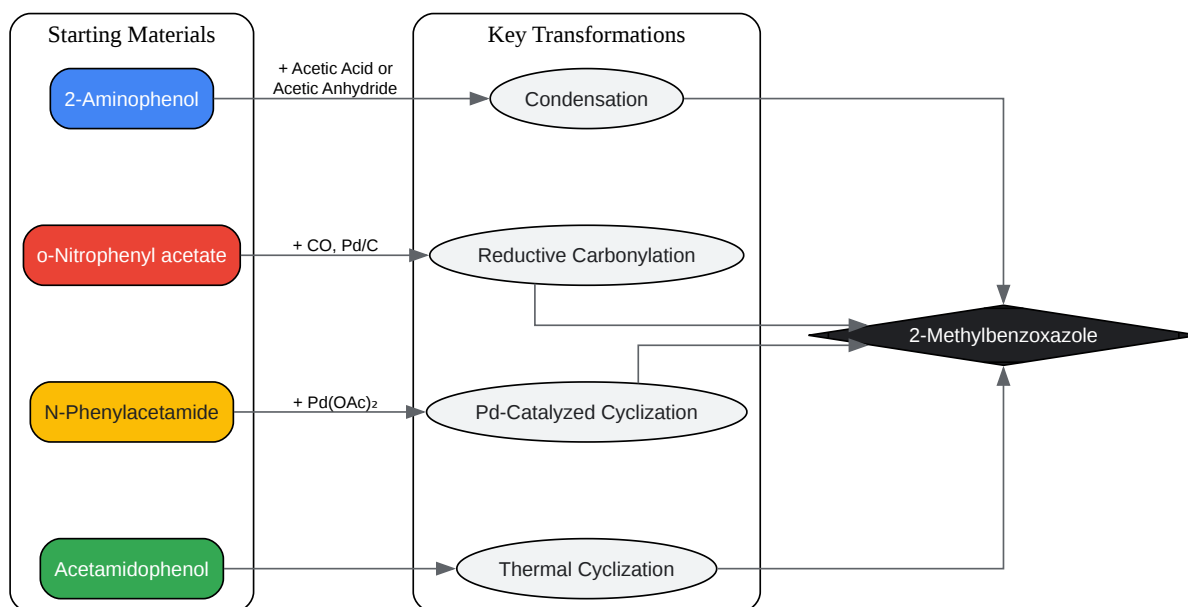 Starting Materials
Key Transformations
2-Aminophenol
+ Acetic Acid or
Acetic Anhydride
Condensation
o-Nitrophenyl acetate
+ CO, Pd/C
Reductive Carbonylation
2-Methylbenzoxazole
N-Phenylacetamide
+ Pd(OAc)₂
Pd-Catalyzed Cyclization
Acetamidophenol
Thermal Cyclization